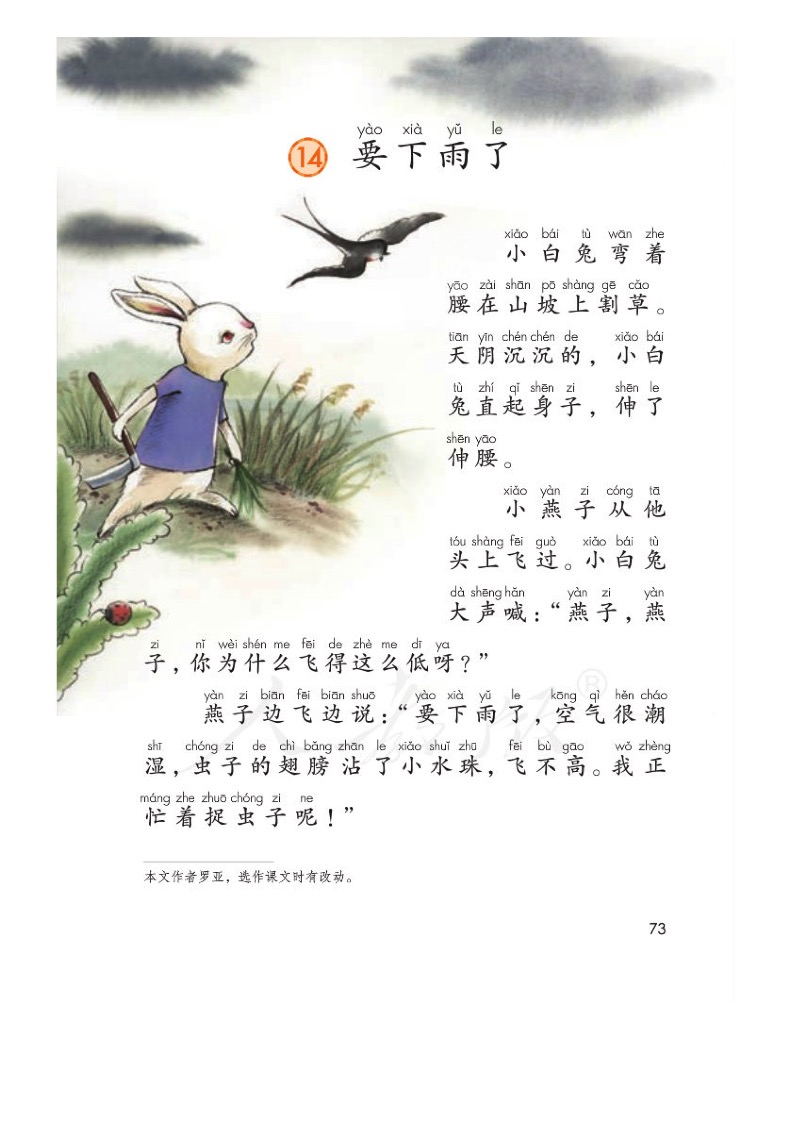 yào xià yǔ le
14 要下雨了
xiǎo bái tù wān zhe
小白兔弯着
yāo zài shān pō shàng gē cǎo
腰在山坡上割草。
tiān yīn chén chén de xiǎo bái
天阴沉沉的，小白
tù zhí qǐ shēn zi shēn le
兔直起身子，伸了
shēn yāo
伸腰。
xiǎo yàn zi cóng tā
小燕子从他
tóu shàng fēi guò xiǎo bái tù
头上飞过。小白兔
dà shēng hǎn yàn zi yàn
大声喊：“燕子，燕
zi nǐ wèi shén me fēi de zhè me dī ya
子，你为什么飞得这么低呀？”
yàn zi biān fēi biān shuō yào xià yǔ le kōng qì hěn cháo
燕子边飞边说：“要下雨了，空气很潮
shī chóng zi de chì bǎng zhān le xiǎo shuǐ zhū fēi bù gāo wǒ zhèng
湿，虫子的翅膀沾了小水珠，飞不高。我正
máng zhe zhuō chóng zi ne
忙着捉虫子呢！”
人教版®
本文作者罗亚，选作课文时有改动。
73